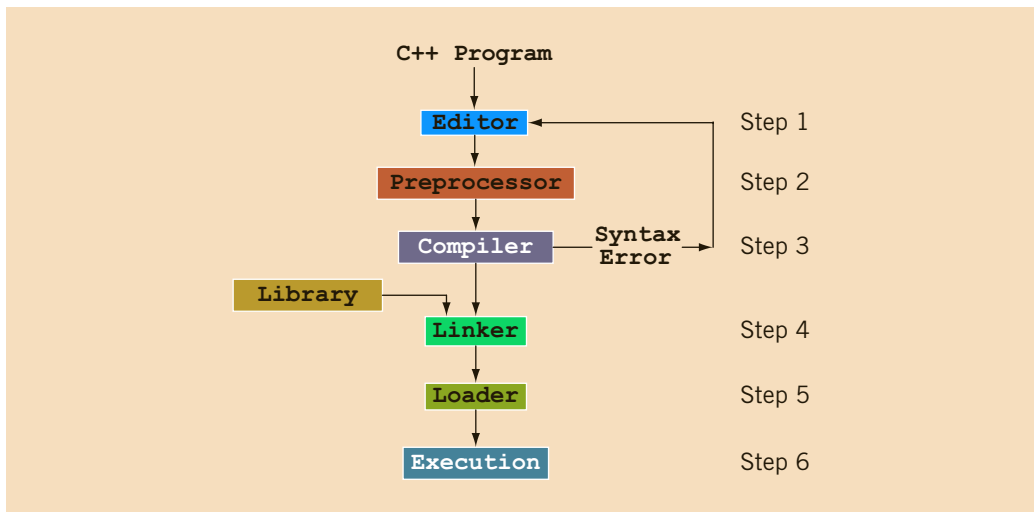 C++ Program
Editor
Step 1
Preprocessor
Step 2
Compiler
Syntax
Error
Step 3
Library
Linker
Step 4
Loader
Step 5
Execution
Step 6